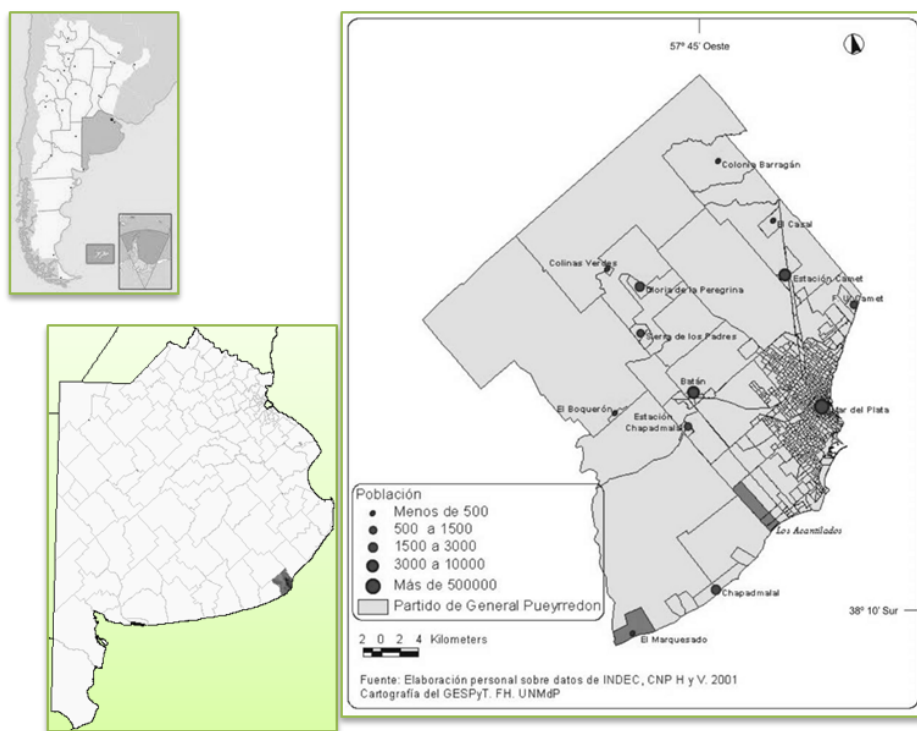 57º 45' Oeste
Colonia Barragán
El Casal
Colinas Verdes
Estación Camet
Gloria de la Peregrina
F. U. Camet
Sierra de los Padres
Batán
Mar del Plata
El Boquerón
Estación
Chapadmalal
Población
Menos de 500
500 a 1500
1500 a 3000
3000 a 10000
Más de 500000
Partido de General Pueyrredon
Los Acantilados
Chapadmalal
38º 10' Sur
El Marquesado
2 0 2 4 Kilometers
Fuente: Elaboración personal sobre datos de INDEC, CNP H y V. 2001
Cartografía del GESPyT. FH. UNMdP